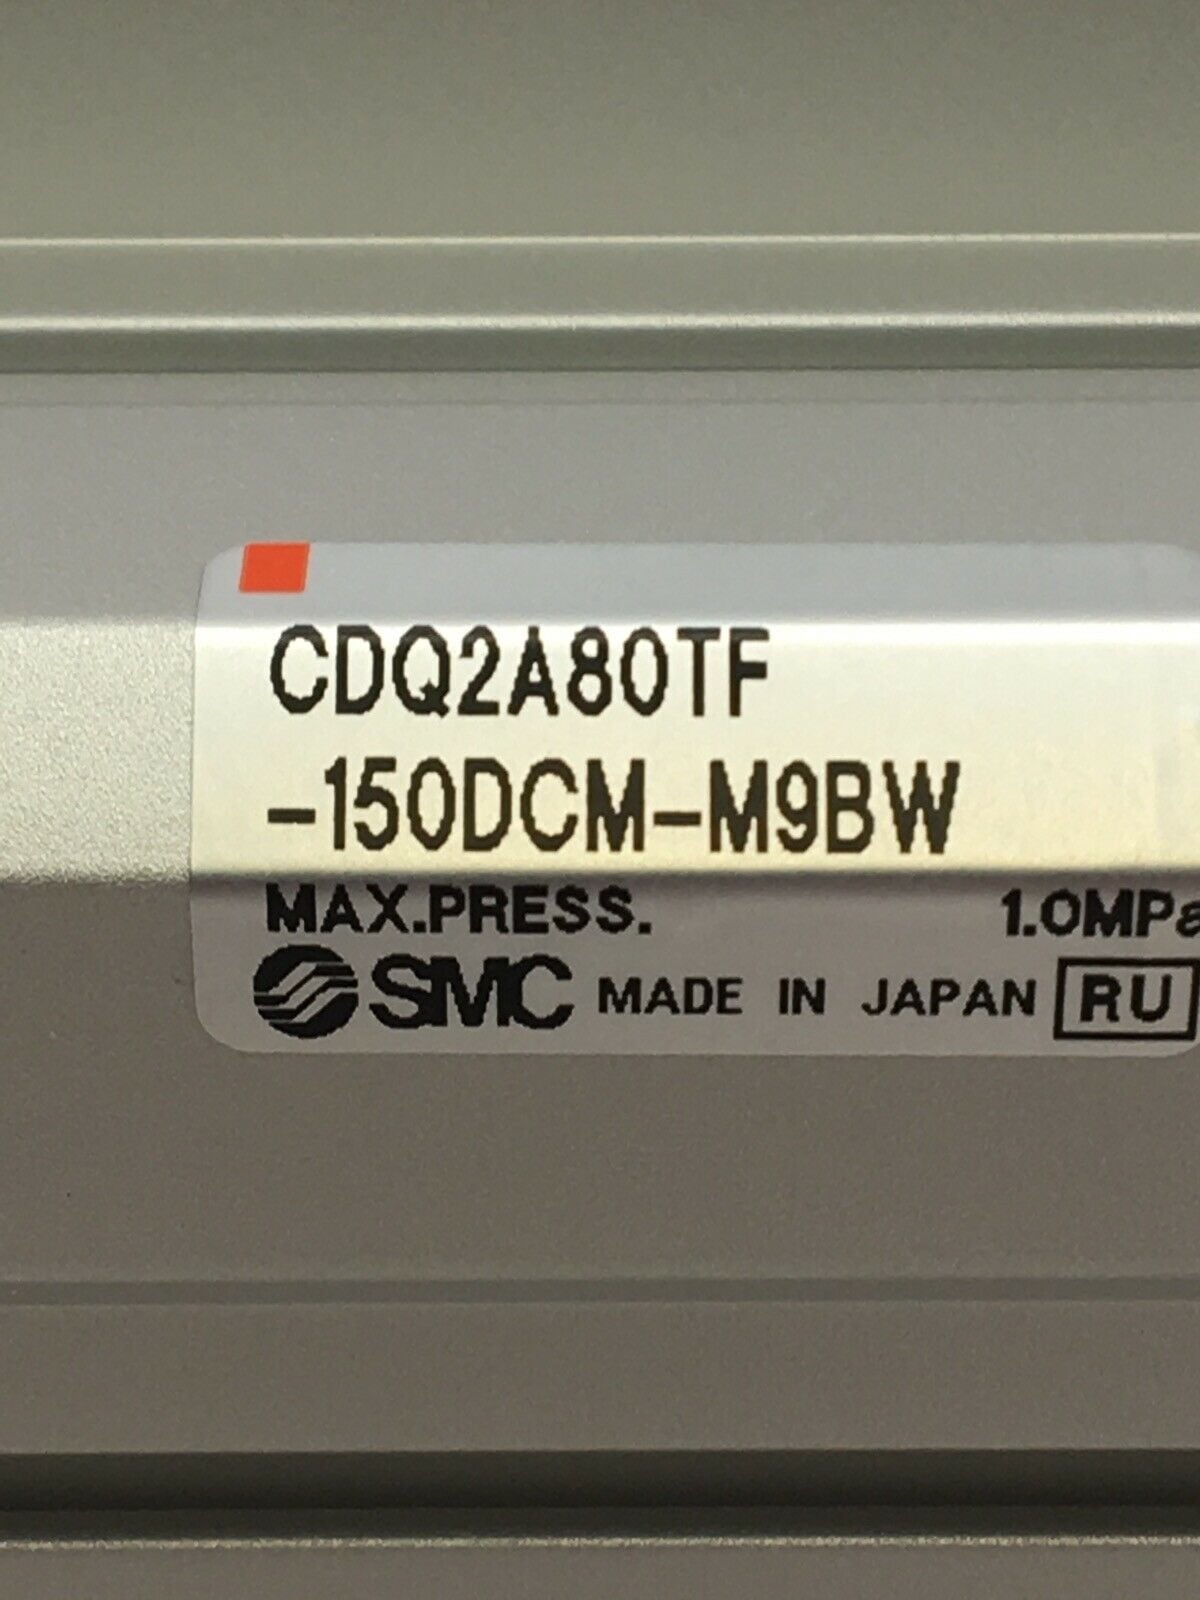 CDQ2A80TF
-150DCM-M9BW
MAX.PRESS. 1.0MPa
SMC MADE IN JAPAN RU